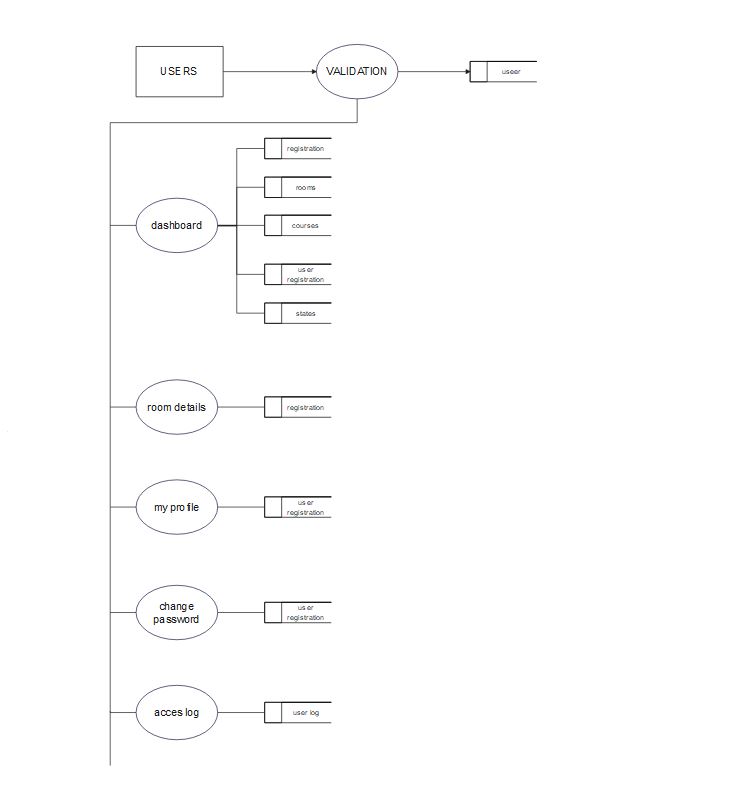 USERS
VALIDATION
useer
registration
rooms
dashboard
courses
user
registration
states
room details
registration
my profile
user
registration
change
password
user
registration
acces log
user log